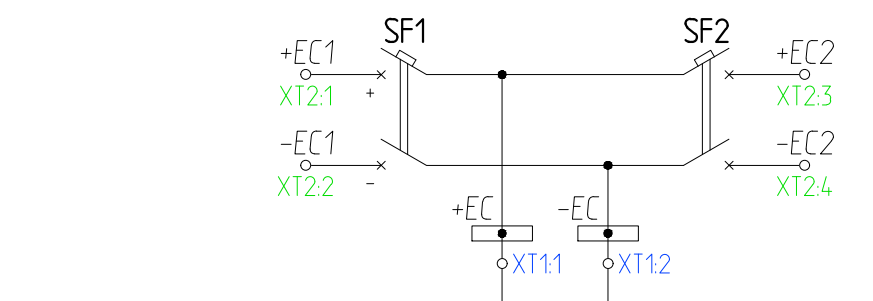 SF1 SF2
+EC1 +EC2
XT2:1 + XT2:3
-EC1 -EC2
XT2:2 - XT2:4
+EC -EC
XT1:1 XT1:2